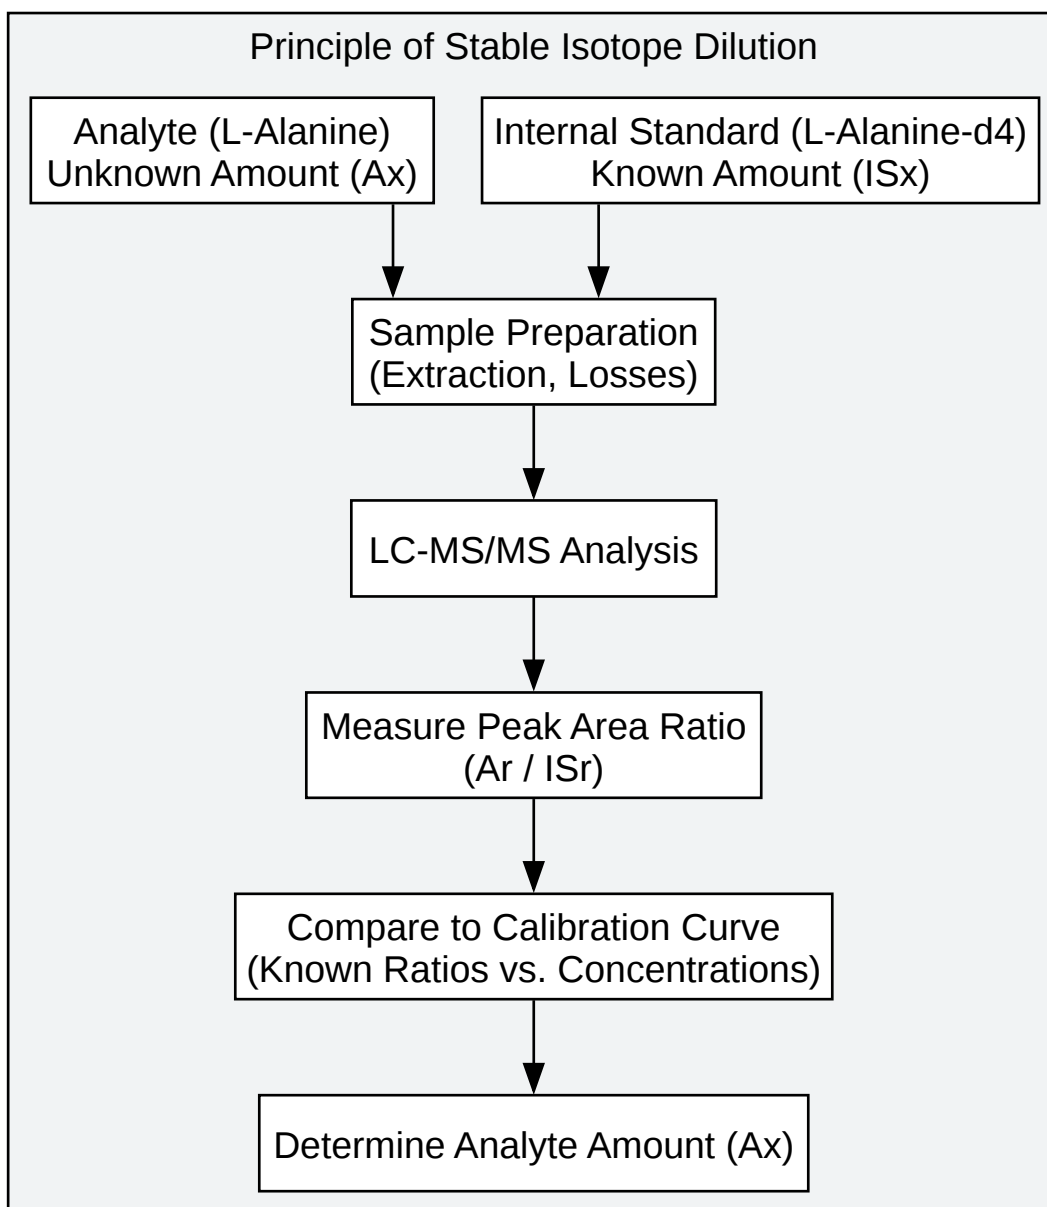 Principle of Stable Isotope Dilution
Analyte (L-Alanine)
Unknown Amount (Ax)
Internal Standard (L-Alanine-d4)
Known Amount (ISx)
Sample Preparation
(Extraction, Losses)
LC-MS/MS Analysis
Measure Peak Area Ratio
(Ar / ISr)
Compare to Calibration Curve
(Known Ratios vs. Concentrations)
Determine Analyte Amount (Ax)